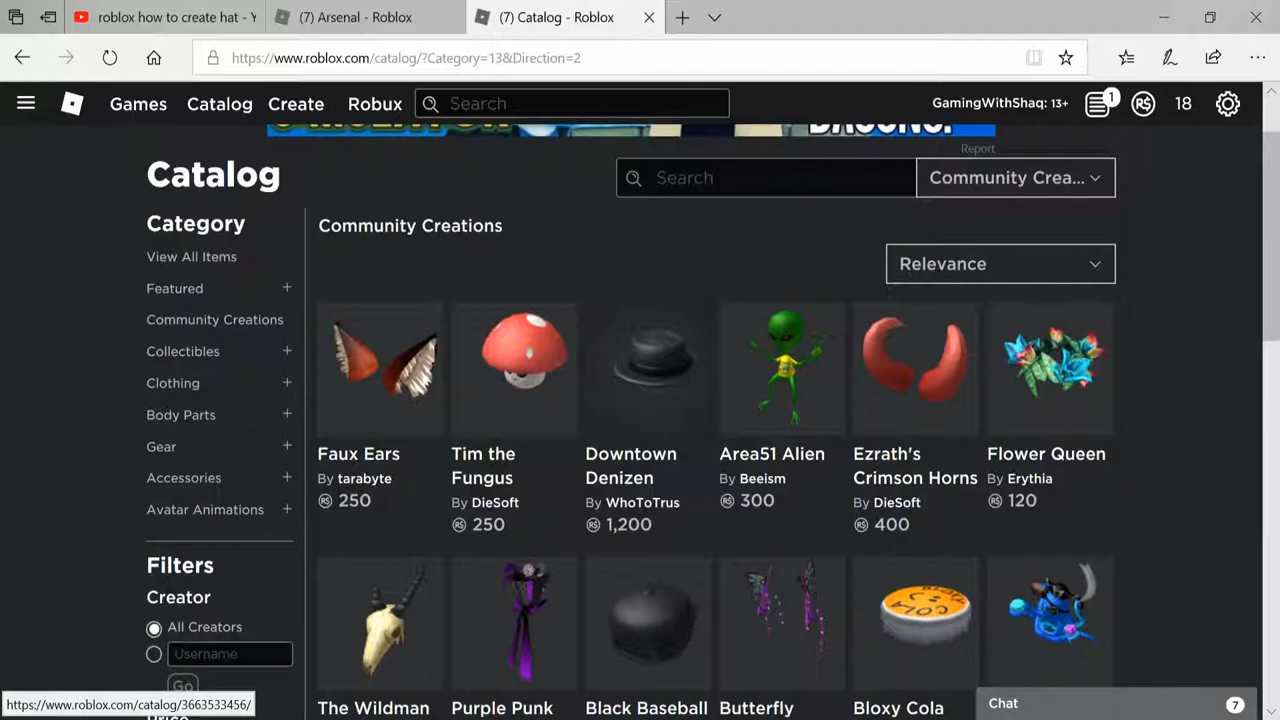 roblox how to create hat - Y
(7) Arsenal - Roblox
(7) Catalog - Roblox
https://www.roblox.com/catalog/?Category=13&Direction=2
Games Catalog Create Robux
Search
GamingWithShaq: 13+
1
18
Report
Catalog
Search
Community Crea...
Category
View All Items
Featured +
Community Creations
Collectibles +
Clothing +
Body Parts +
Gear +
Accessories +
Avatar Animations +
Filters
Creator
All Creators
Username
Go
Community Creations
Relevance
Faux Ears
By tarabyte
250
Tim the
Fungus
By DieSoft
250
Downtown
Denizen
By WhoToTrus
1,200
Area51 Alien
By Beeism
300
Ezrath's
Crimson Horns
By DieSoft
400
Flower Queen
By Erythia
120
The Wildman
Purple Punk
Black Baseball
Butterfly
Bloxy Cola
https://www.roblox.com/catalog/3663533456/
Chat
7